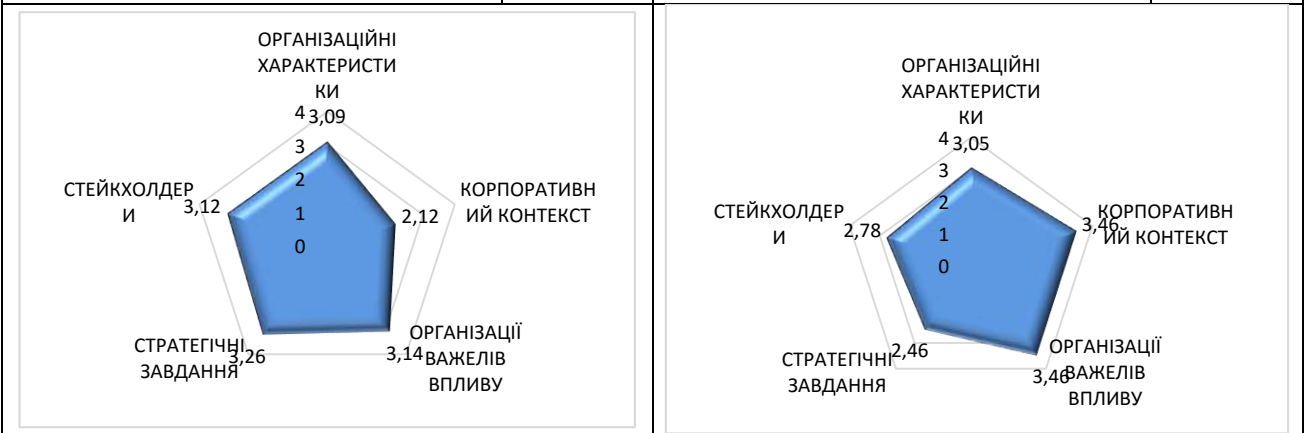 ОРГАНІЗАЦІЙНІ
ХАРАКТЕРИСТИ
КИ
4
3,09
3
2
1
0
КОРПОРАТИВН
ИЙ КОНТЕКСТ
2,12
ОРГАНІЗАЦІЇ
ВАЖЕЛІВ
ВПЛИВУ
3,14
СТРАТЕГІЧНІ
ЗАВДАННЯ
3,26
СТЕЙКХОЛДЕР
И
3,12
ОРГАНІЗАЦІЙНІ
ХАРАКТЕРИСТИ
КИ
4
3,05
3
2
1
0
КОРПОРАТИВН
ИЙ КОНТЕКСТ
3,46
ОРГАНІЗАЦІЇ
ВАЖЕЛІВ
ВПЛИВУ
3,46
СТРАТЕГІЧНІ
ЗАВДАННЯ
2,46
СТЕЙКХОЛДЕР
И
2,78